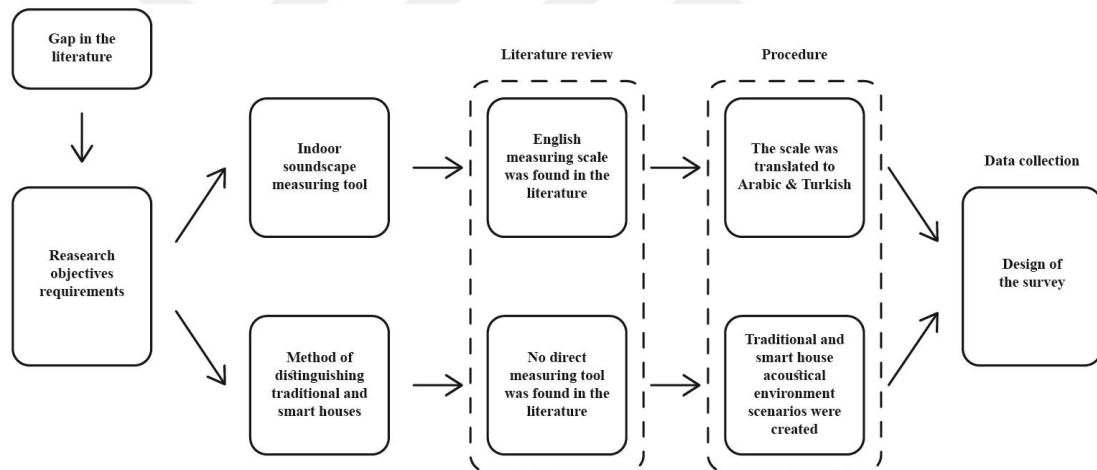 Gap in the
literature
Reasearch
objectives
requirements
Indoor
soundscape
measuring tool
Method of
distinguishing
traditional and
smart houses
Literature review
English
measuring scale
was found in the
literature
No direct
measuring tool
was found in the
literature
Procedure
The scale was
translated to
Arabic & Turkish
Traditional and
smart house
acoustical
environment
scenarios were
created
Data collection
Design of
the survey